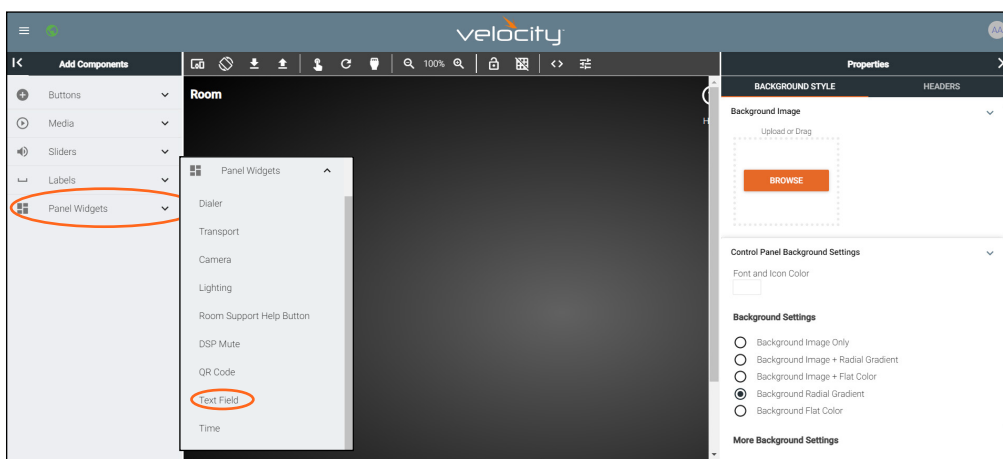 velocity
AA
Add Components
100%
Properties
Buttons
Media
Sliders
Labels
Panel Widgets
Room
H
Panel Widgets
Dialer
Transport
Camera
Lighting
Room Support Help Button
DSP Mute
QR Code
Text Field
Time
BACKGROUND STYLE
HEADERS
Background Image
Upload or Drag
BROWSE
Control Panel Background Settings
Font and Icon Color
Background Settings
Background Image Only
Background Image + Radial Gradient
Background Image + Flat Color
Background Radial Gradient
Background Flat Color
More Background Settings